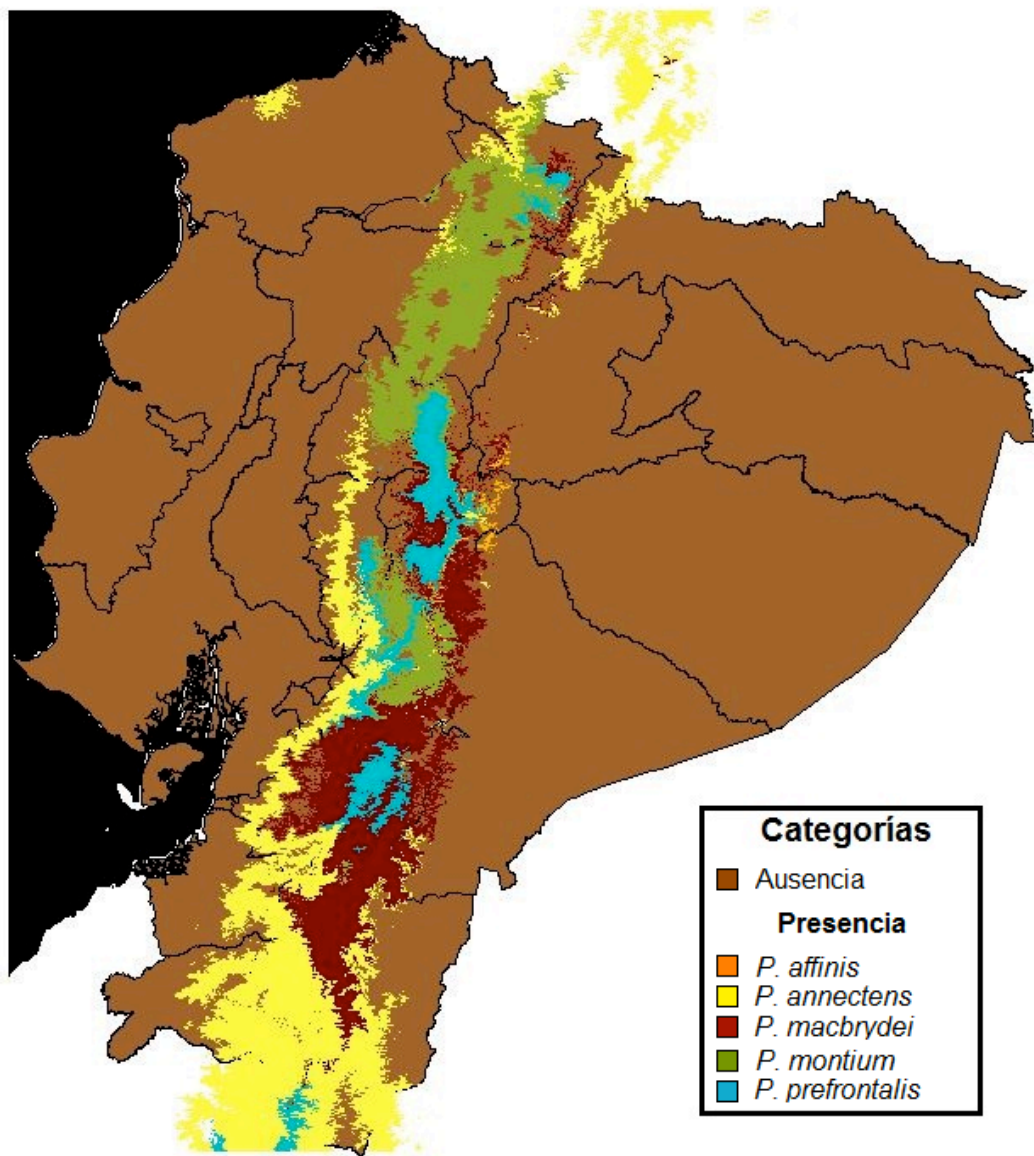 Categorías
Ausencia
Presencia
P. affinis
P. annectens
P. macbrydei
P. montium
P. prefrontalis